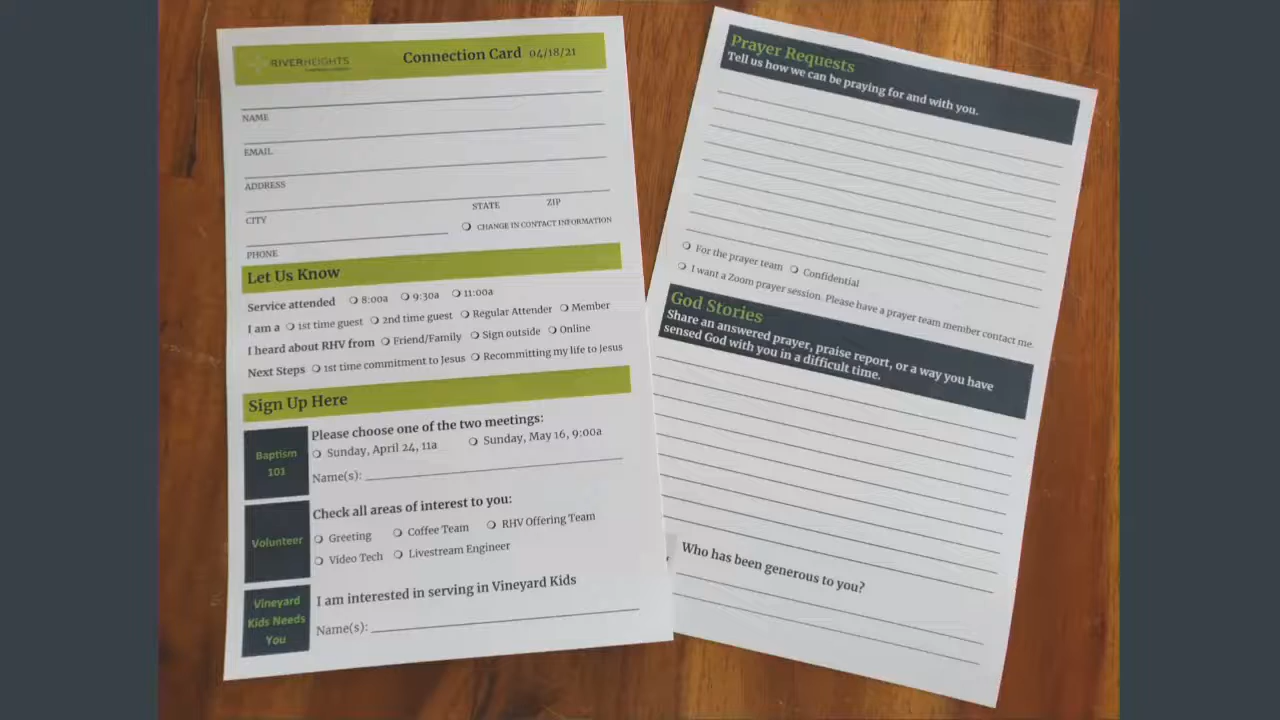 RIVERHEIGHTS
Connection Card 04/18/21
NAME
EMAIL
ADDRESS
CITY STATE ZIP
CHANGE IN CONTACT INFORMATION
PHONE
Let Us Know
Service attended 8:00a 9:30a 11:00a
I am a 1st time guest 2nd time guest Regular Attender Member
I heard about RHV from Friend/Family Sign outside Online
Next Steps 1st time commitment to Jesus Recommitting my life to Jesus
Sign Up Here
Baptism
101
Please choose one of the two meetings:
Sunday, April 24, 11a Sunday, May 16, 9:00a
Name(s):
Volunteer
Check all areas of interest to you:
Greeting Coffee Team RHV Offering Team
Video Tech Livestream Engineer
Vineyard
Kids Needs
You
I am interested in serving in Vineyard Kids
Name(s):
Prayer Requests
Tell us how we can be praying for and with you.
For the prayer team Confidential
I want a Zoom prayer session. Please have a prayer team member contact me.
God Stories
Share an answered prayer, praise report, or a way you have
sensed God with you in a difficult time.
Who has been generous to you?